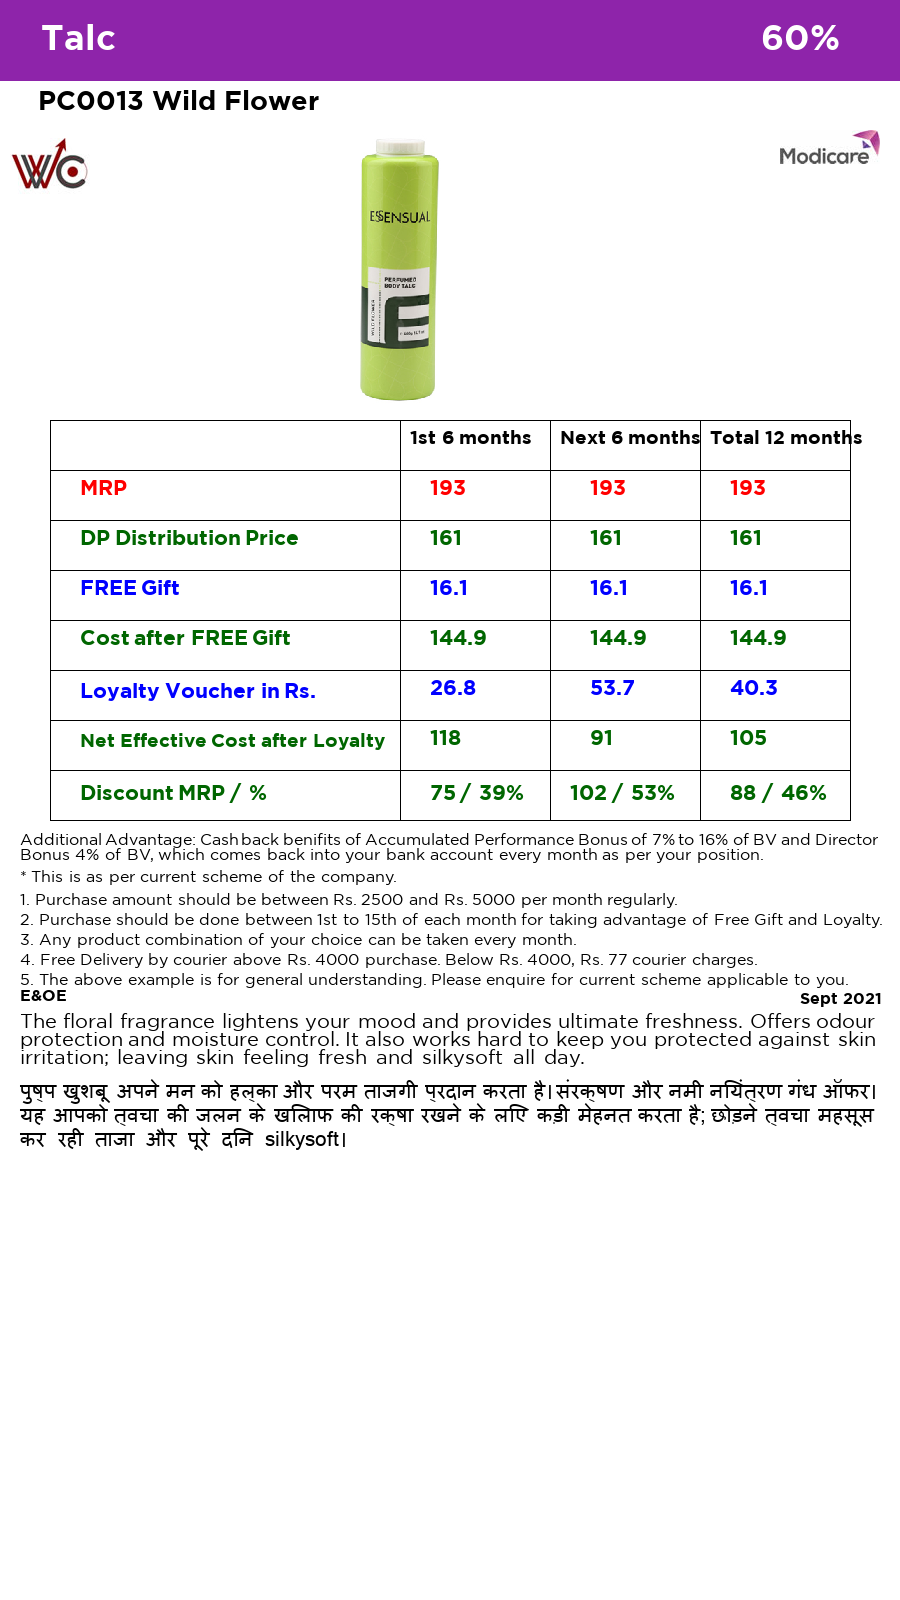 Talc 60%
PC0013 Wild Flower
WC
Modicare
ESSENSUAL
PERFUMED
BODY TALC
WILD FLOWER
1st 6 months Next 6 months Total 12 months
MRP 193 193 193
DP Distribution Price 161 161 161
FREE Gift 16.1 16.1 16.1
Cost after FREE Gift 144.9 144.9 144.9
Loyalty Voucher in Rs. 26.8 53.7 40.3
Net Effective Cost after Loyalty 118 91 105
Discount MRP / % 75 / 39% 102 / 53% 88 / 46%
Additional Advantage: Cashback benifits of Accumulated Performance Bonus of 7% to 16% of BV and Director
Bonus 4% of BV, which comes back into your bank account every month as per your position.
* This is as per current scheme of the company.
1. Purchase amount should be between Rs. 2500 and Rs. 5000 per month regularly.
2. Purchase should be done between 1st to 15th of each month for taking advantage of Free Gift and Loyalty.
3. Any product combination of your choice can be taken every month.
4. Free Delivery by courier above Rs. 4000 purchase. Below Rs. 4000, Rs. 77 courier charges.
5. The above example is for general understanding. Please enquire for current scheme applicable to you.
E&OE Sept 2021
The floral fragrance lightens your mood and provides ultimate freshness. Offers odour
protection and moisture control. It also works hard to keep you protected against skin
irritation; leaving skin feeling fresh and silkysoft all day.
पुष्प खुशबू अपने मन को हल्का और परम ताजगी प्रदान करता है। संरक्षण और नमी नियंत्रण गंध ऑफर।
यह आपको त्वचा की जलन के खिलाफ की रक्षा रखने के लिए कड़ी मेहनत करता है; छोड़ने त्वचा महसूस
कर रही ताजा और पूरे दिन silkysoft।